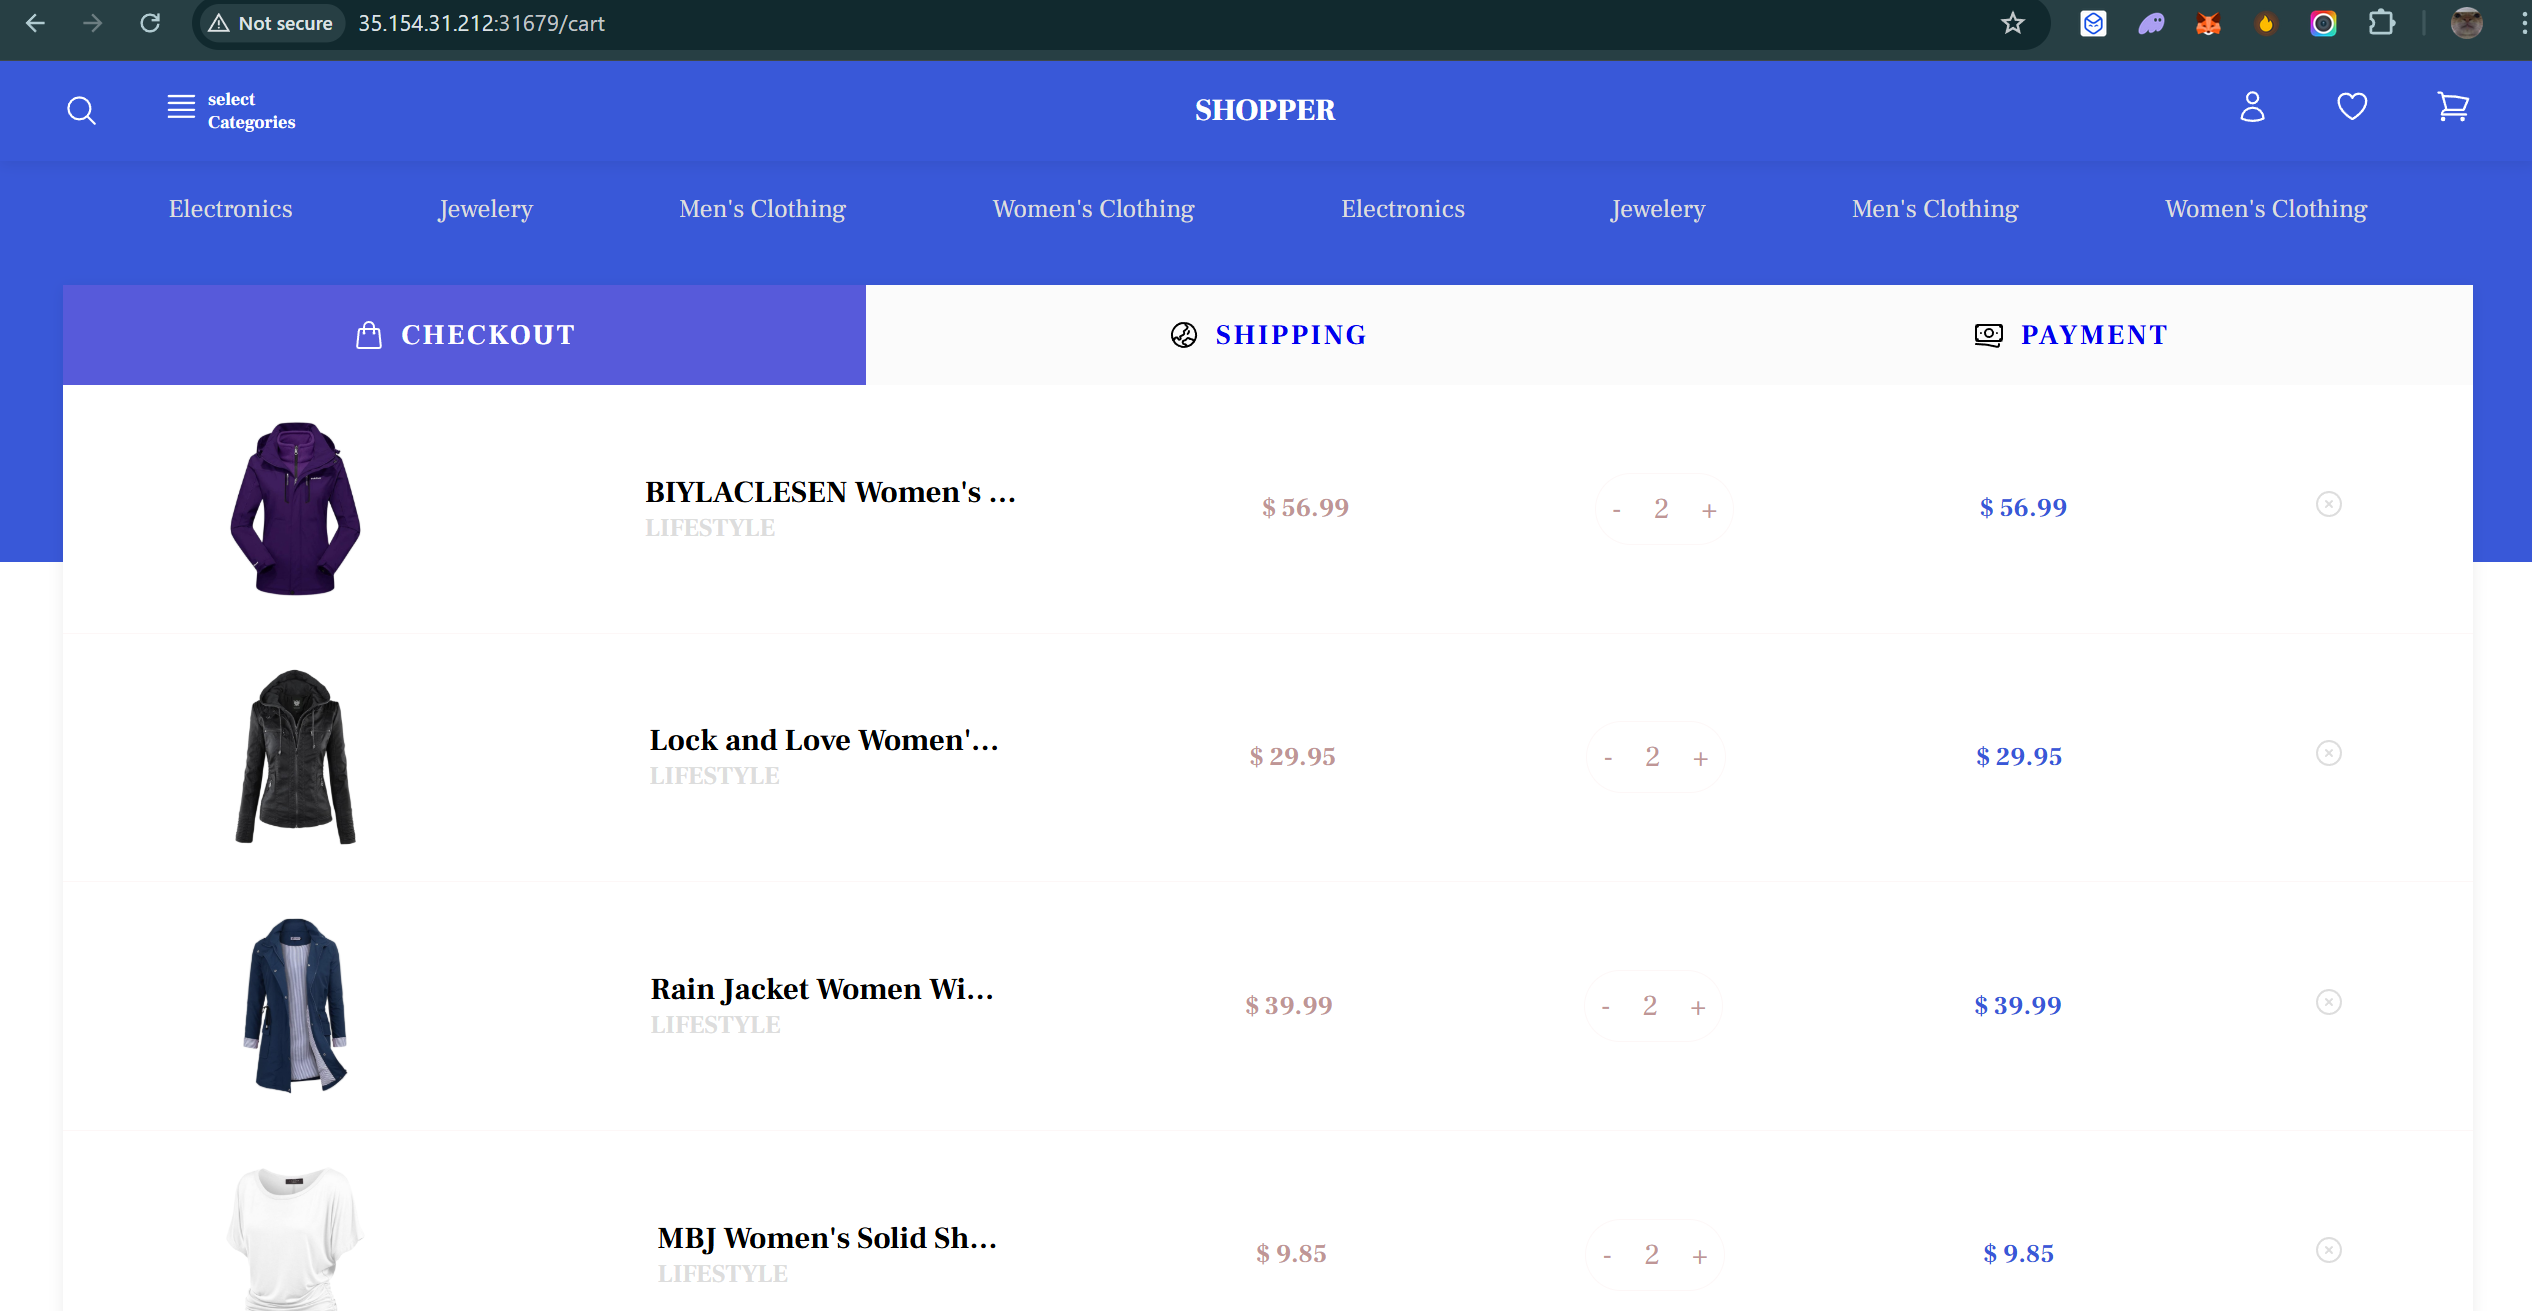 Not secure 35.154.31.212:31679/cart
select
Categories
SHOPPER
Electronics Jewelery Men's Clothing Women's Clothing Electronics Jewelery Men's Clothing Women's Clothing
CHECKOUT SHIPPING PAYMENT
BIYLACLESEN Women's ...
LIFESTYLE
$ 56.99 - 2 + $ 56.99
Lock and Love Women'...
LIFESTYLE
$ 29.95 - 2 + $ 29.95
Rain Jacket Women Wi...
LIFESTYLE
$ 39.99 - 2 + $ 39.99
MBJ Women's Solid Sh...
LIFESTYLE
$ 9.85 - 2 + $ 9.85